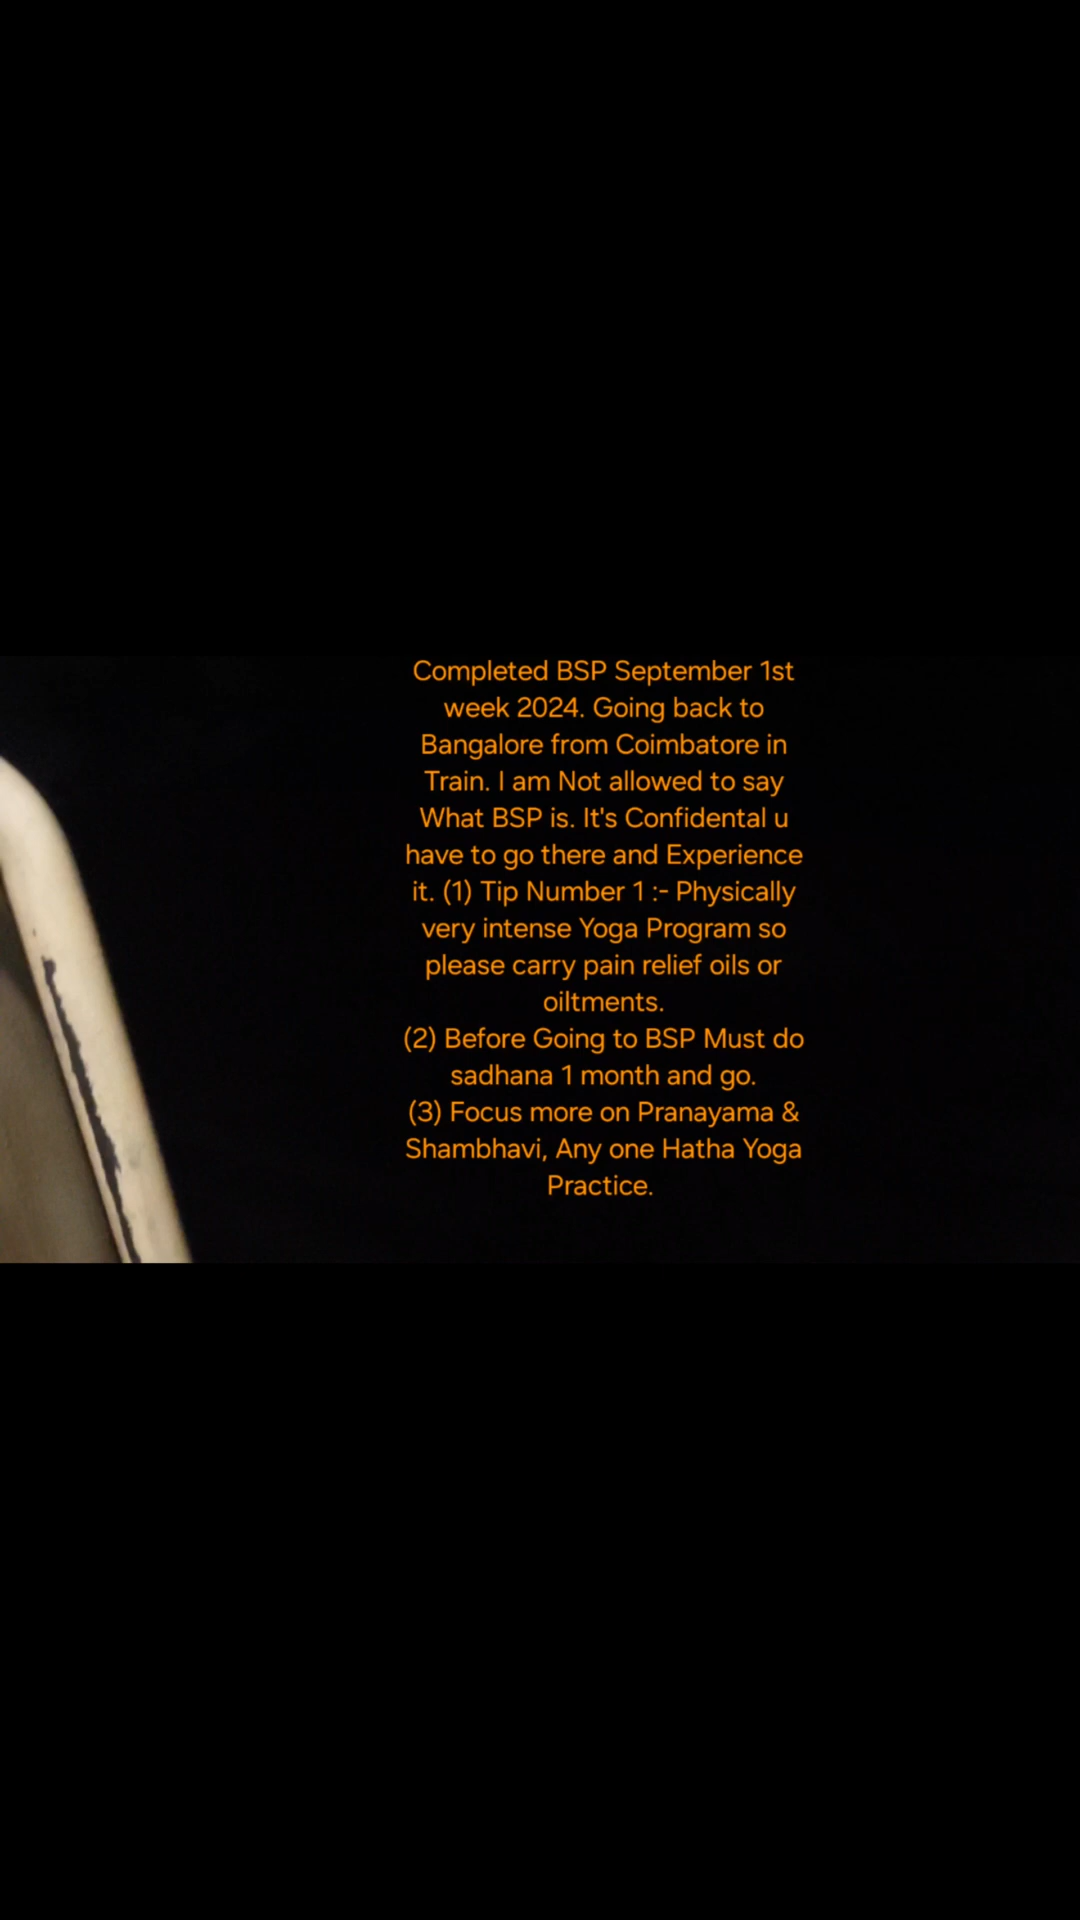 Completed BSP September 1st
week 2024. Going back to
Bangalore from Coimbatore in
Train. I am Not allowed to say
What BSP is. It's Confidental u
have to go there and Experience
it. (1) Tip Number 1 :- Physically
very intense Yoga Program so
please carry pain relief oils or
oiltments.
(2) Before Going to BSP Must do
sadhana 1 month and go.
(3) Focus more on Pranayama &
Shambhavi, Any one Hatha Yoga
Practice.